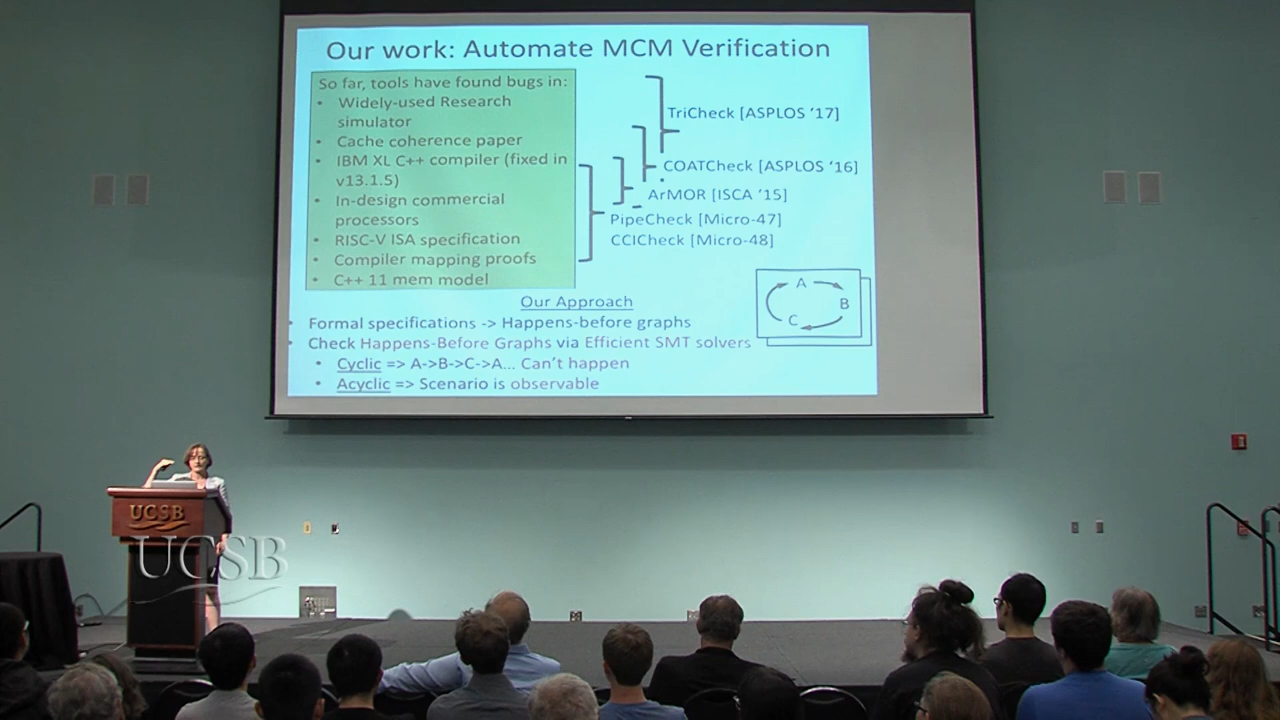 Our work: Automate MCM Verification
So far, tools have found bugs in:
• Widely-used Research
simulator
• Cache coherence paper
• IBM XL C++ compiler (fixed in
v13.1.5)
• In-design commercial
processors
• RISC-V ISA specification
• Compiler mapping proofs
• C++ 11 mem model
TriCheck [ASPLOS '17]
COATCheck [ASPLOS '16]
ArMOR [ISCA '15]
PipeCheck [Micro-47]
CCICheck [Micro-48]
Our Approach
• Formal specifications -> Happens-before graphs
• Check Happens-Before Graphs via Efficient SMT solvers
• Cyclic => A->B->C->A... Can't happen
• Acyclic => Scenario is observable
A
B
C
UCSB
UCSB